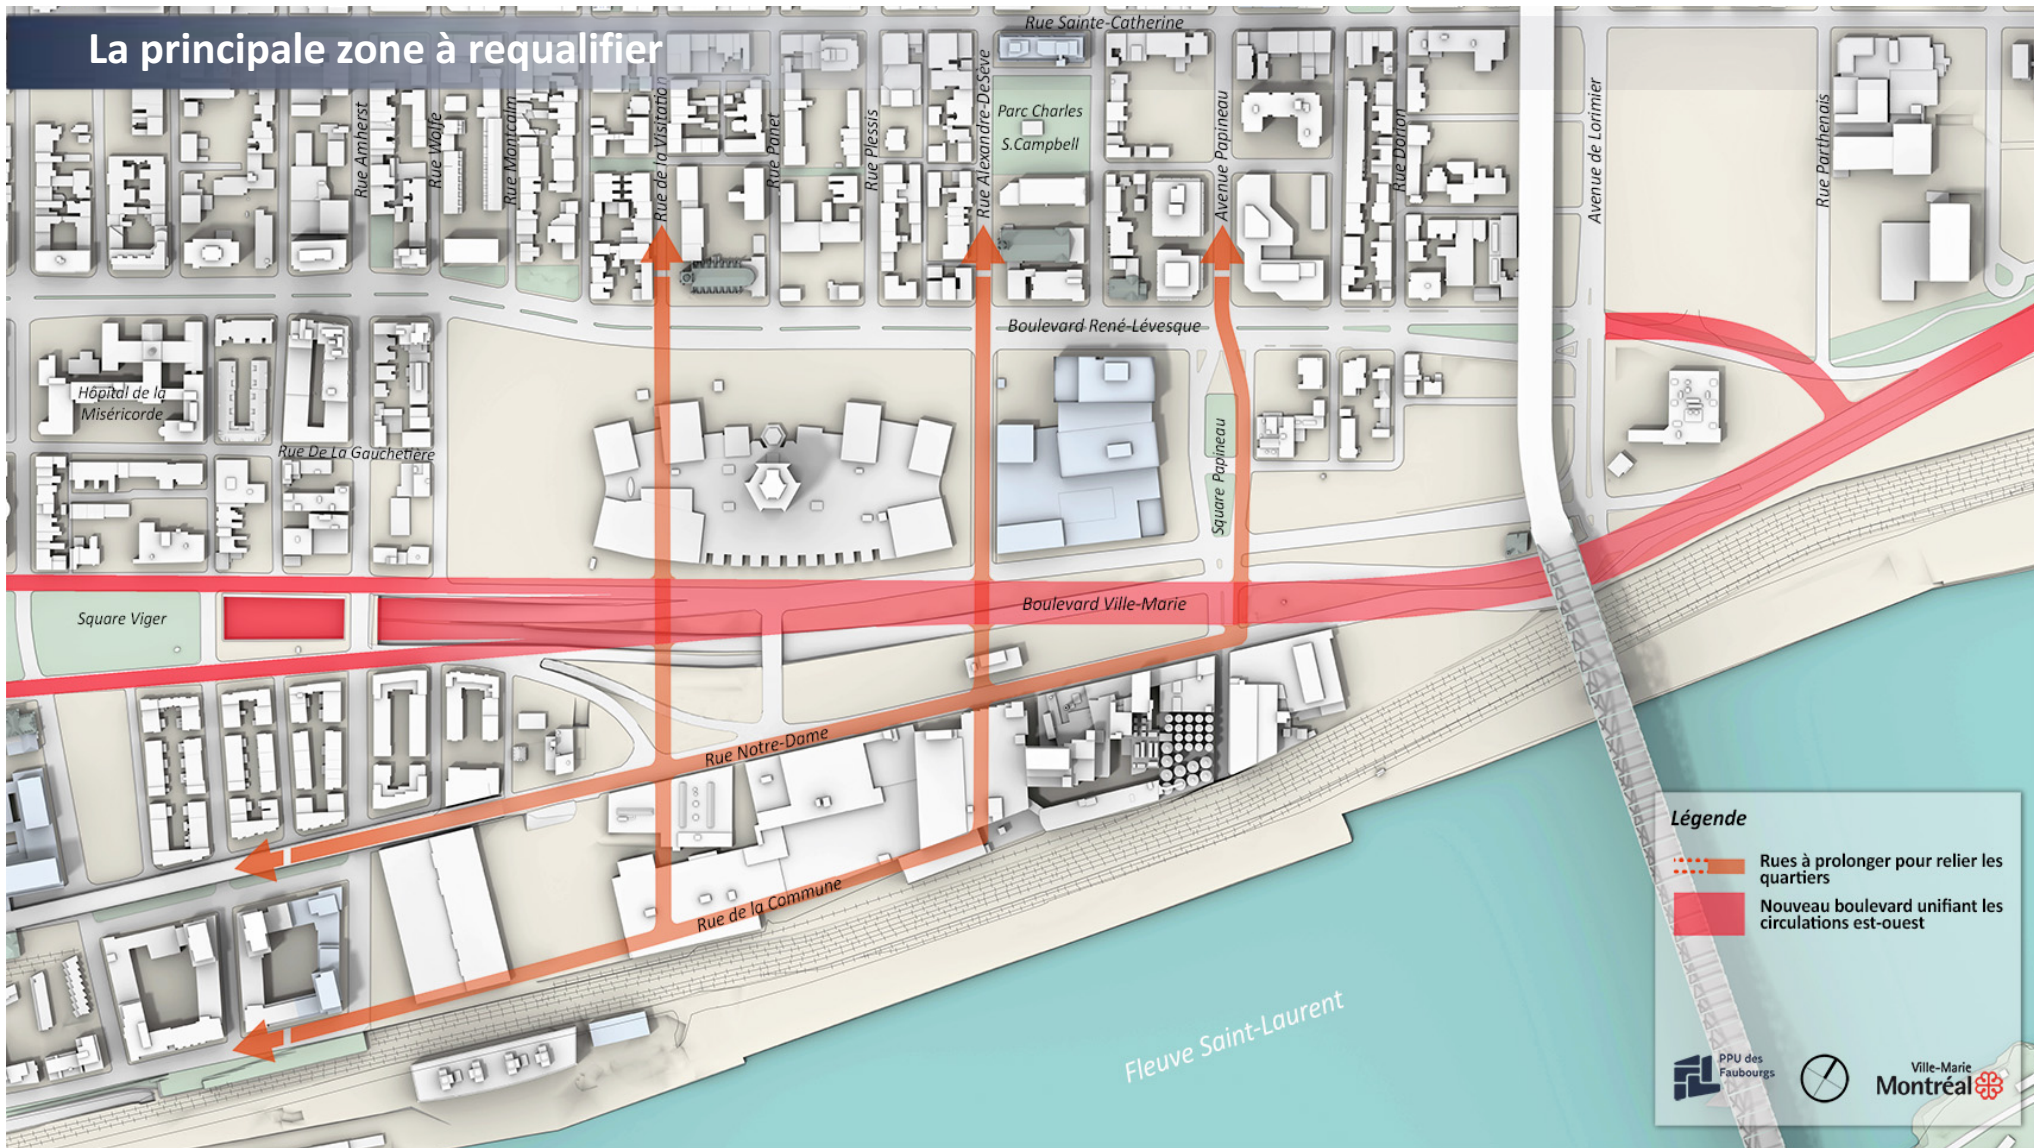 La principale zone à requalifier
Rue Sainte-Catherine
Rue Amherst
Rue Wolfe
Rue Montcalm
Rue de la Visitation
Rue Panet
Rue Plessis
Rue Alexandre-DeSève
Parc Charles
S.Campbell
Avenue Papineau
Rue Dorion
Avenue de Lorimier
Rue Parthenais
Boulevard René-Lévesque
Hôpital de la
Miséricorde
Rue De La Gauchetière
Square Papineau
Square Viger
Boulevard Ville-Marie
Rue Notre-Dame
Rue de la Commune
Fleuve Saint-Laurent
Légende
Rues à prolonger pour relier les
quartiers
Nouveau boulevard unifiant les
circulations est-ouest
PPU des
Faubourgs
Ville-Marie
Montréal